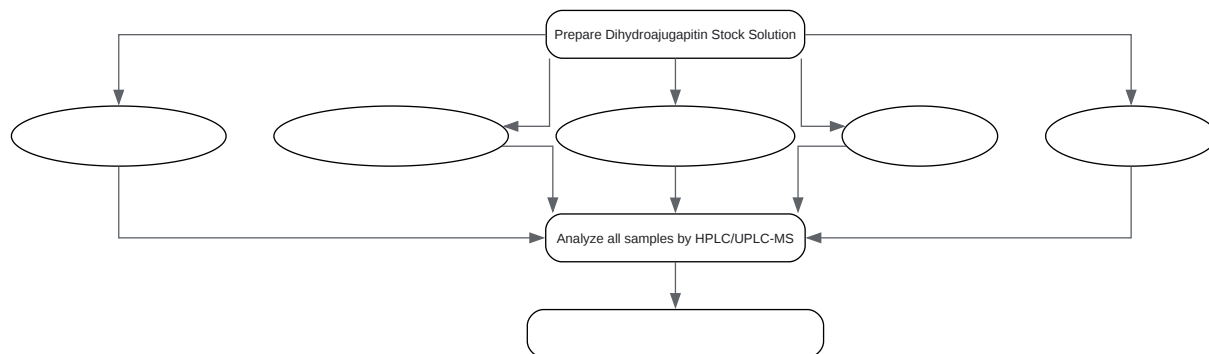 Prepare Dihydroajugapitin Stock Solution
Analyze all samples by HPLC/UPLC-MS